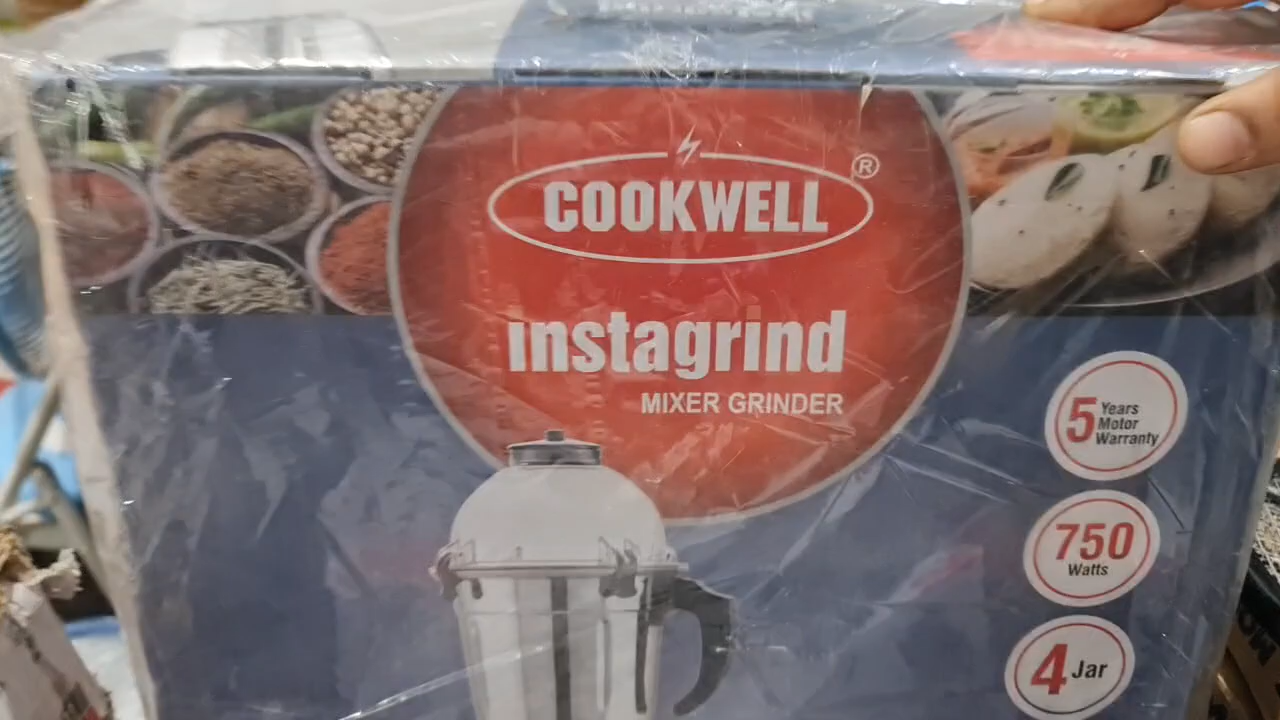 COOKWELL ®
instagrind
MIXER GRINDER
5 Years
Motor
Warranty
750
Watts
4 Jar